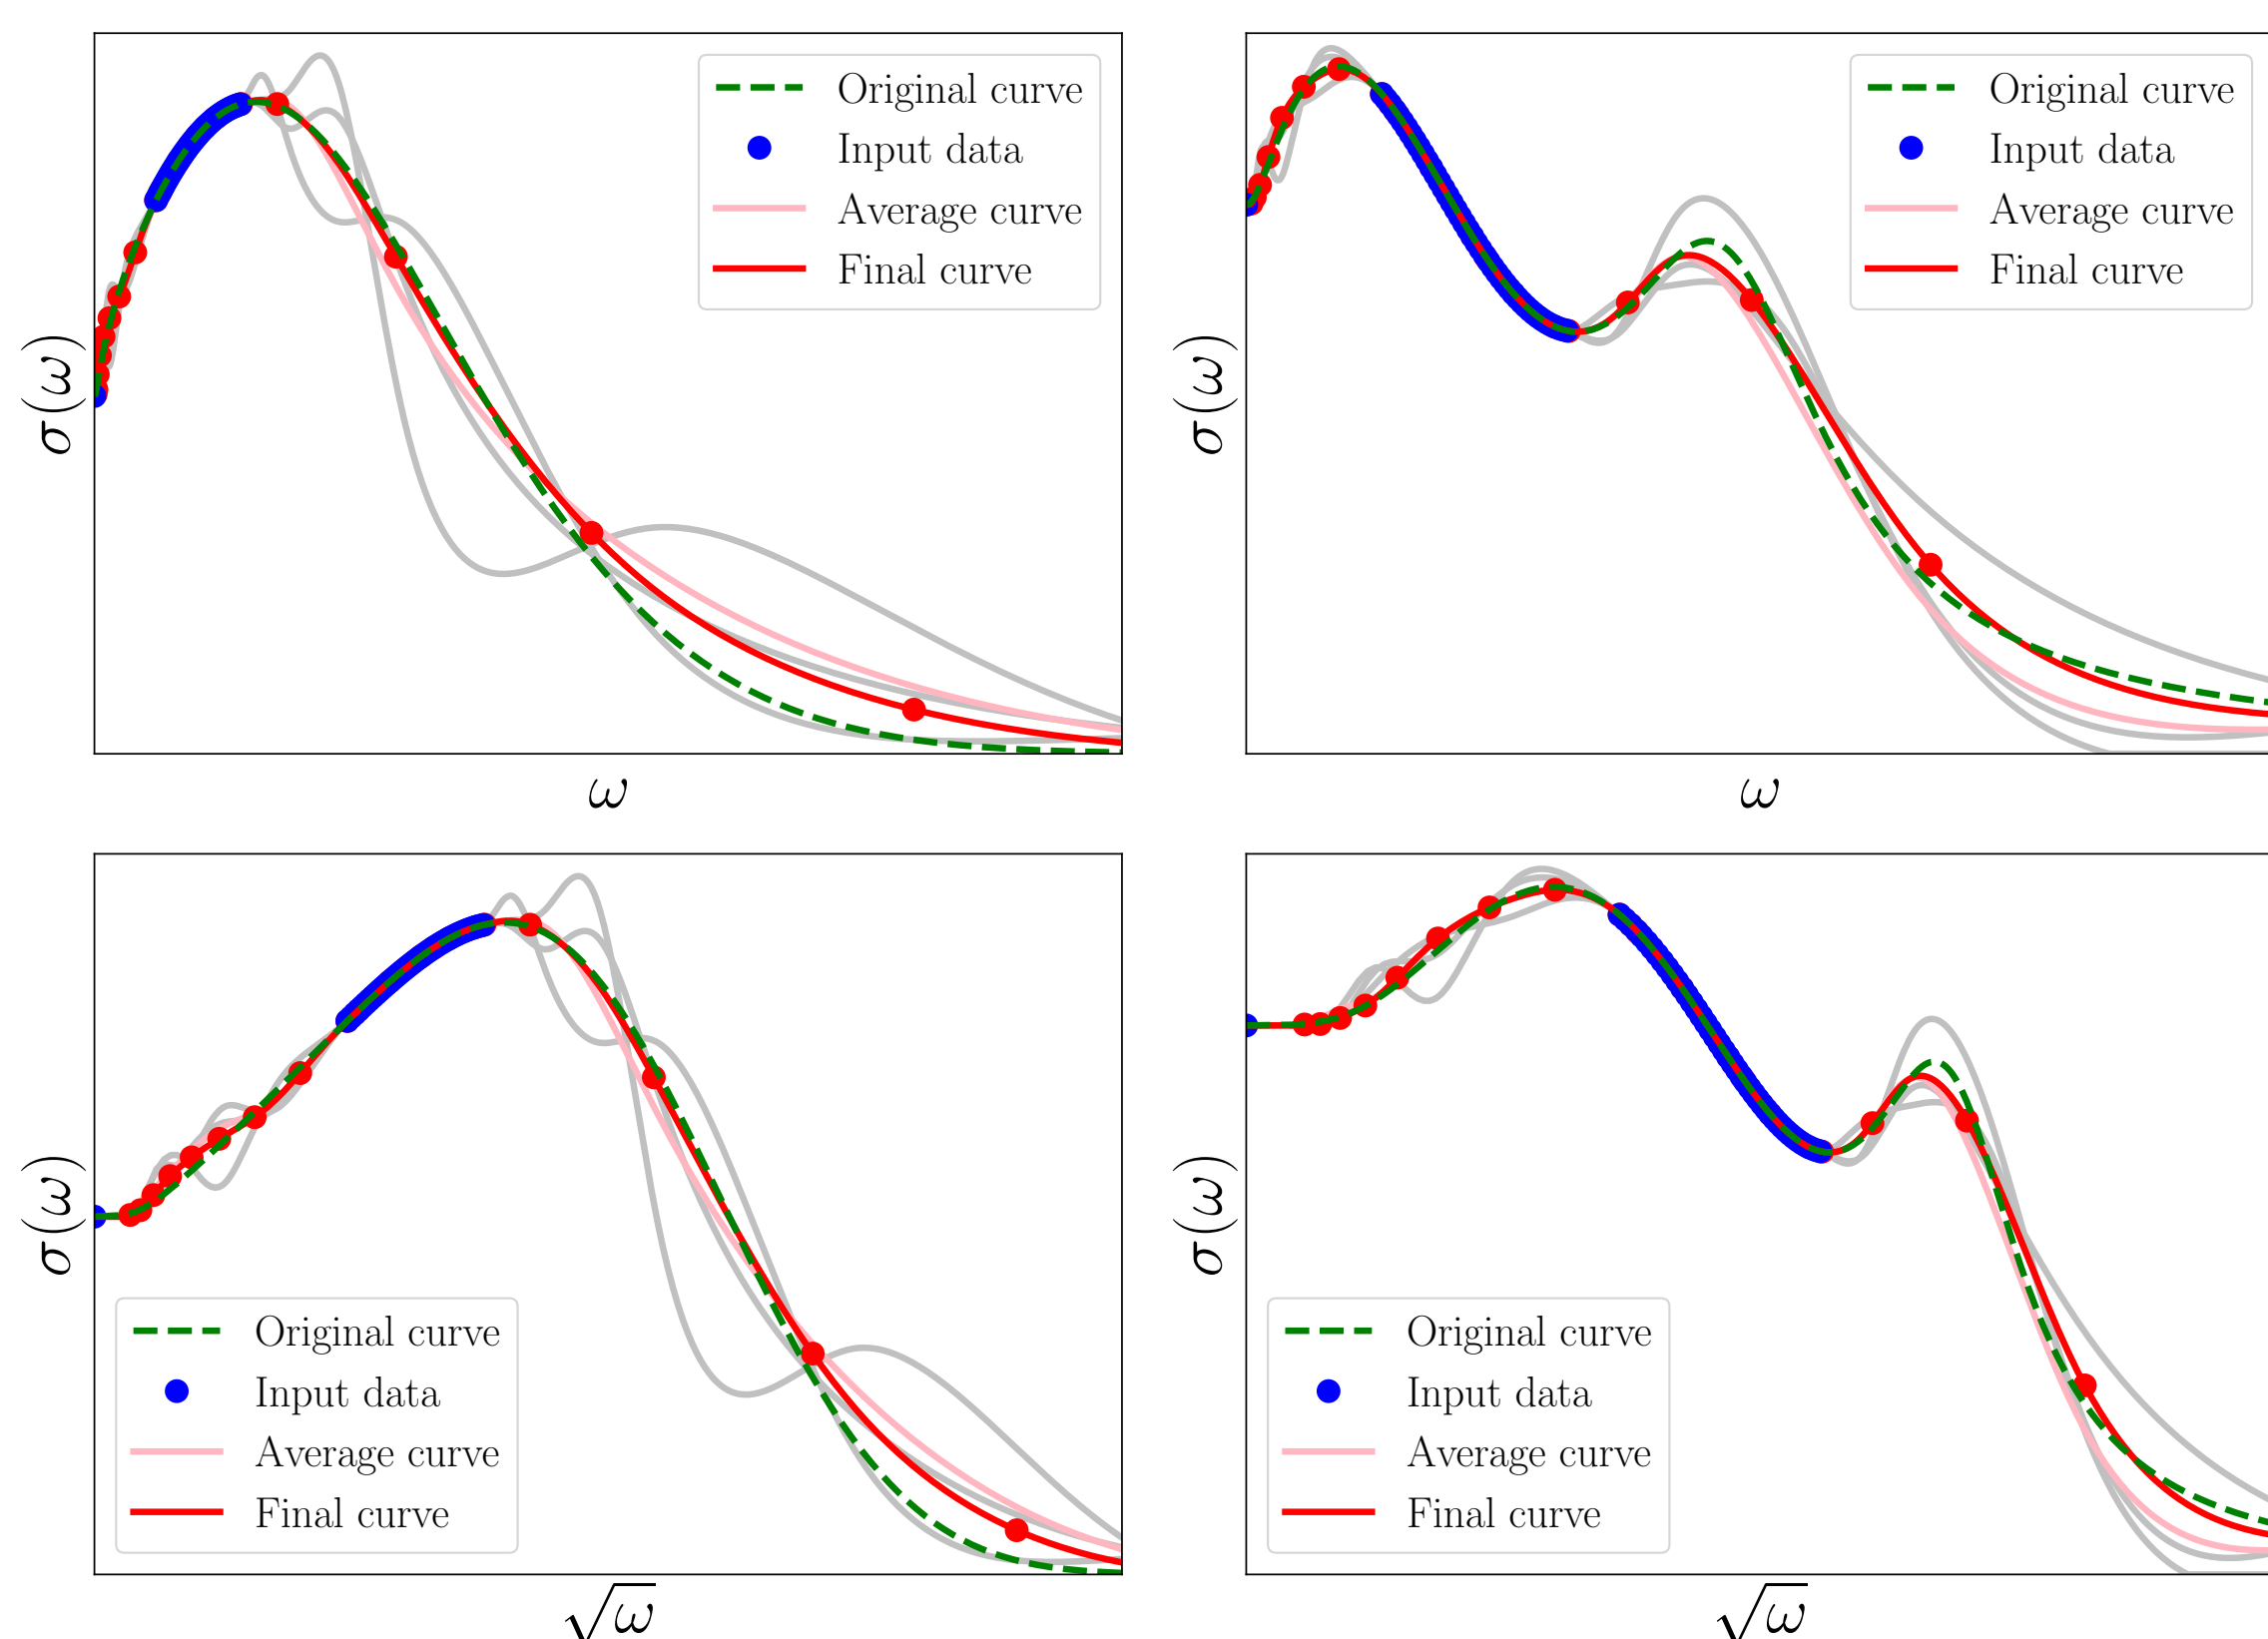 Original curve
Input data
Average curve
Final curve
σ(ω)
ω
Original curve
Input data
Average curve
Final curve
σ(ω)
ω
Original curve
Input data
Average curve
Final curve
σ(ω)
√ω
Original curve
Input data
Average curve
Final curve
σ(ω)
√ω